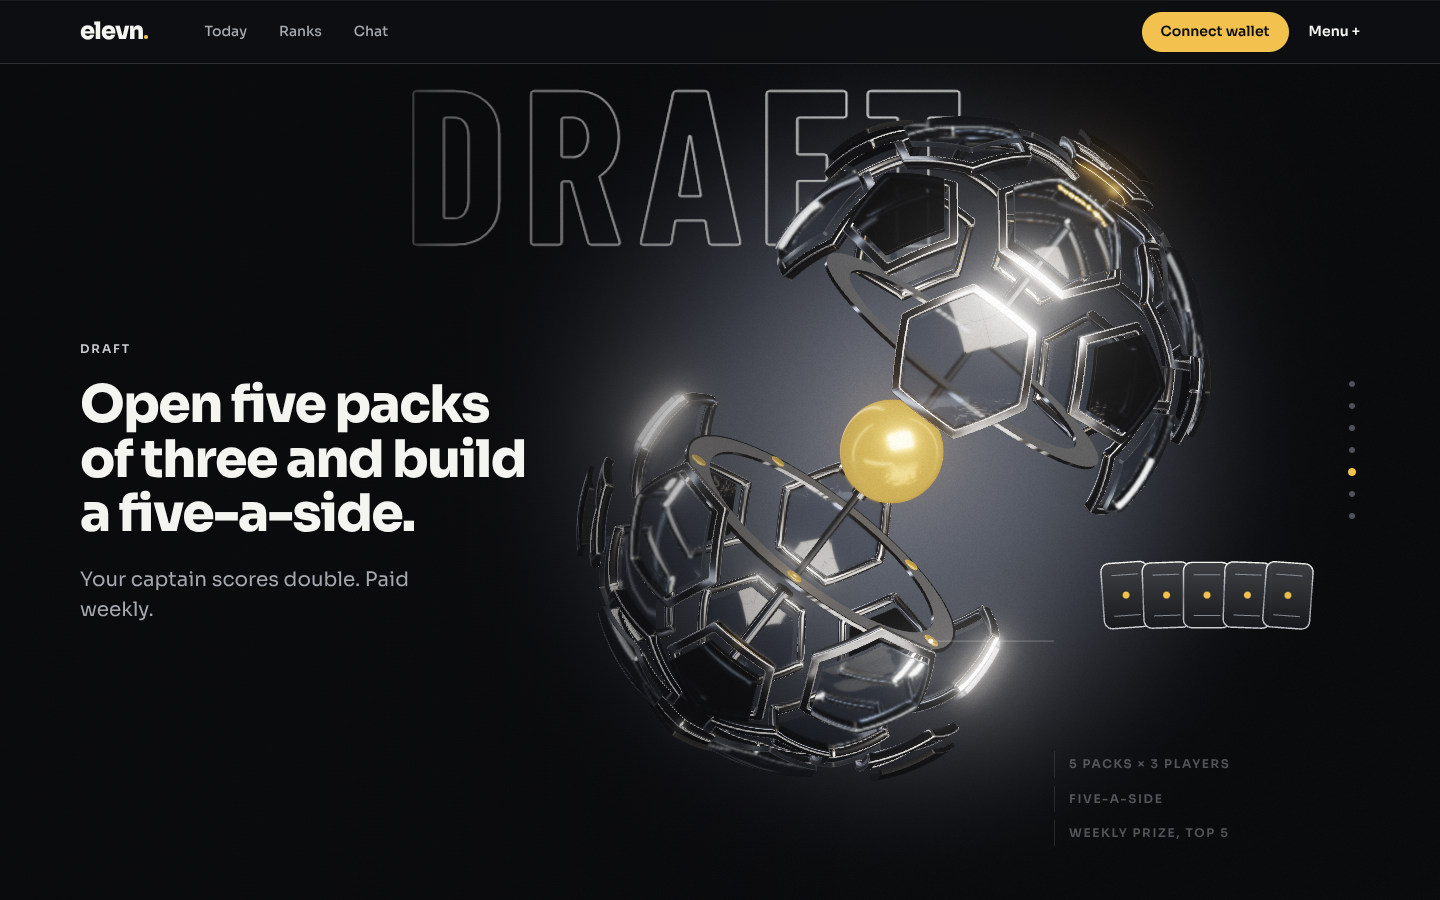 elevn.
Today
Ranks
Chat
Connect wallet
Menu +
DRAFT
DRAFT
Open five packs
of three and build
a five-a-side.
Your captain scores double. Paid
weekly.
5 PACKS × 3 PLAYERS
FIVE-A-SIDE
WEEKLY PRIZE, TOP 5